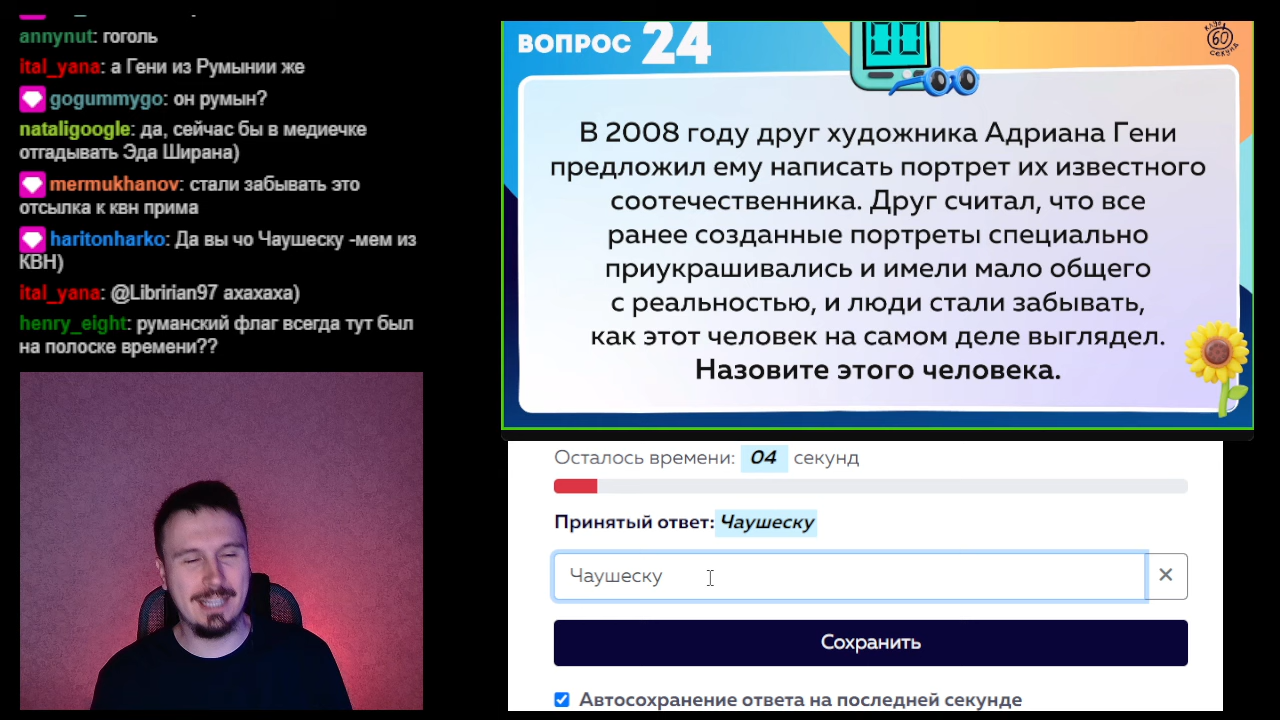 annynut: гоголь
ital_yana: а Гени из Румынии же
gogummygo: он румын?
nataligoogle: да, сейчас бы в медиечке
отгадывать Эда Ширана)
mermukhanov: стали забывать это
отсылка к квн прима
haritonharko: Да вы чо Чаушеску -мем из
КВН)
ital_yana: @Libririan97 ахахаха)
henry_eight: руманский флаг всегда тут был
на полоске времени??
ВОПРОС 24
00
КЛУБ
60
СЕКУНД
В 2008 году друг художника Адриана Гени
предложил ему написать портрет их известного
соотечественника. Друг считал, что все
ранее созданные портреты специально
приукрашивались и имели мало общего
с реальностью, и люди стали забывать,
как этот человек на самом деле выглядел.
Назовите этого человека.
Осталось времени: 04 секунд
Принятый ответ: Чаушеску
Чаушеску
Сохранить
Автосохранение ответа на последней секунде